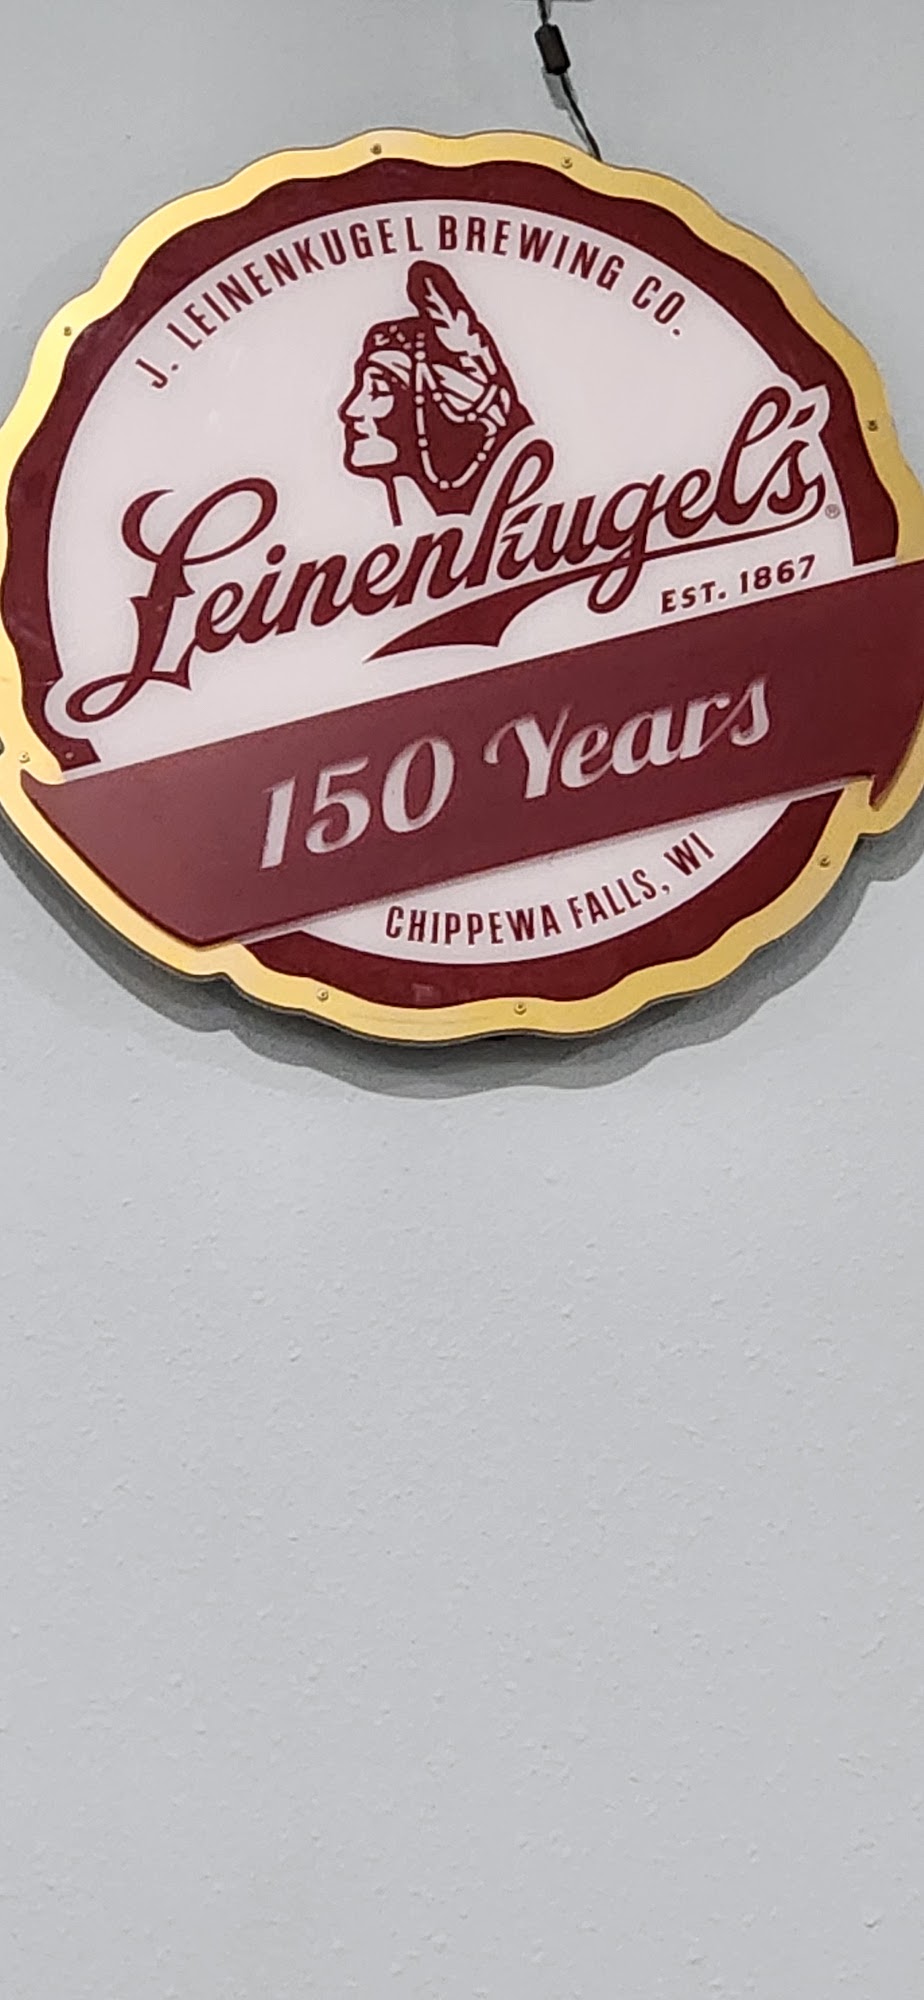 J. LEINENKUGEL BREWING CO.
Leinenkugel's®
EST. 1867
150 Years
CHIPPEWA FALLS, WI